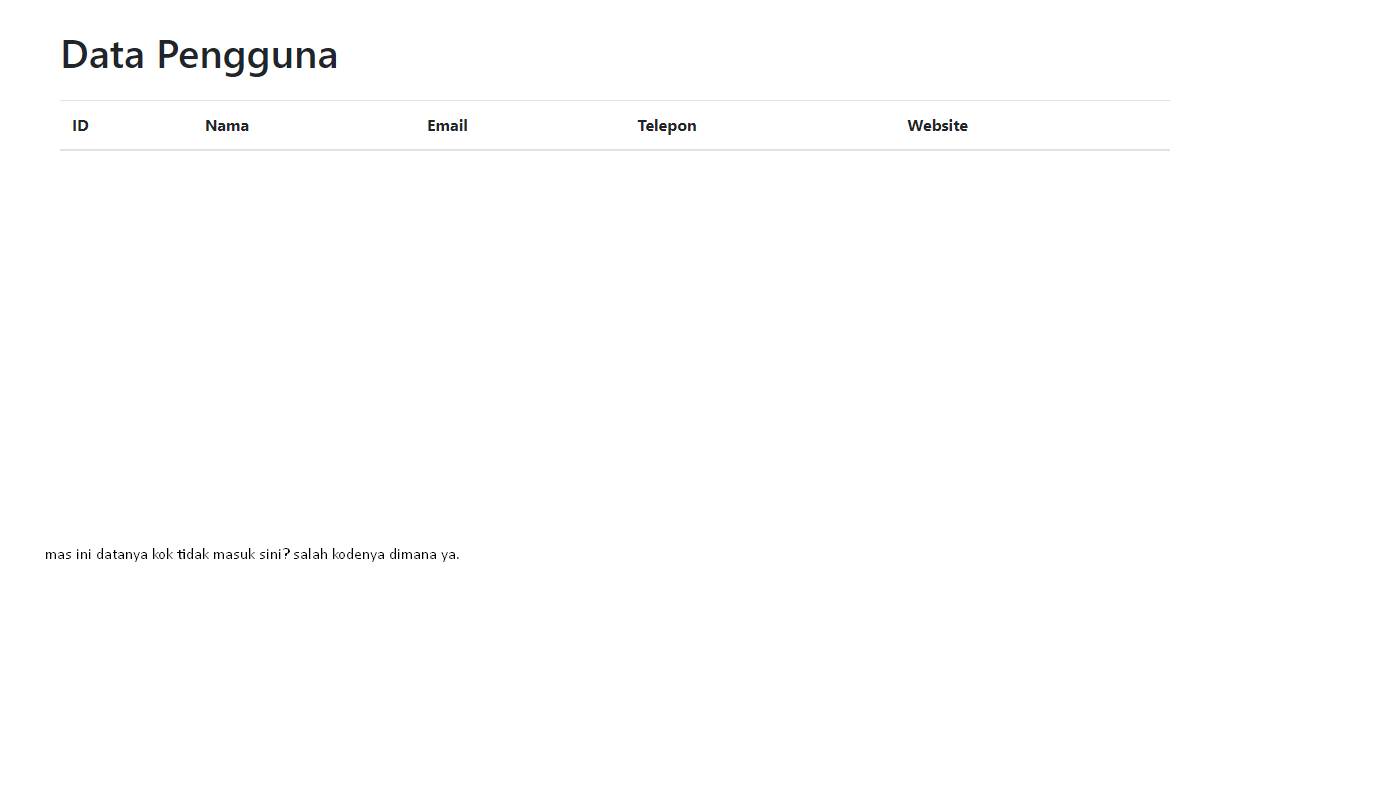 Data Pengguna
ID Nama Email Telepon Website
mas ini datanya kok tidak masuk sini? salah kodenya dimana ya.